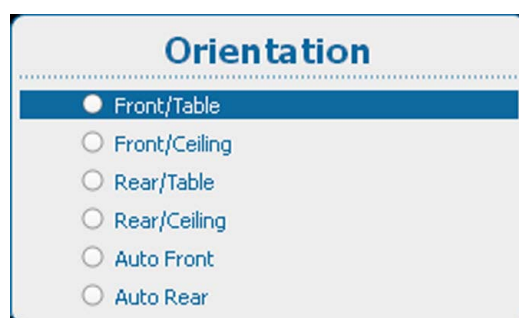 Orientation
Front/Table
Front/Ceiling
Rear/Table
Rear/Ceiling
Auto Front
Auto Rear